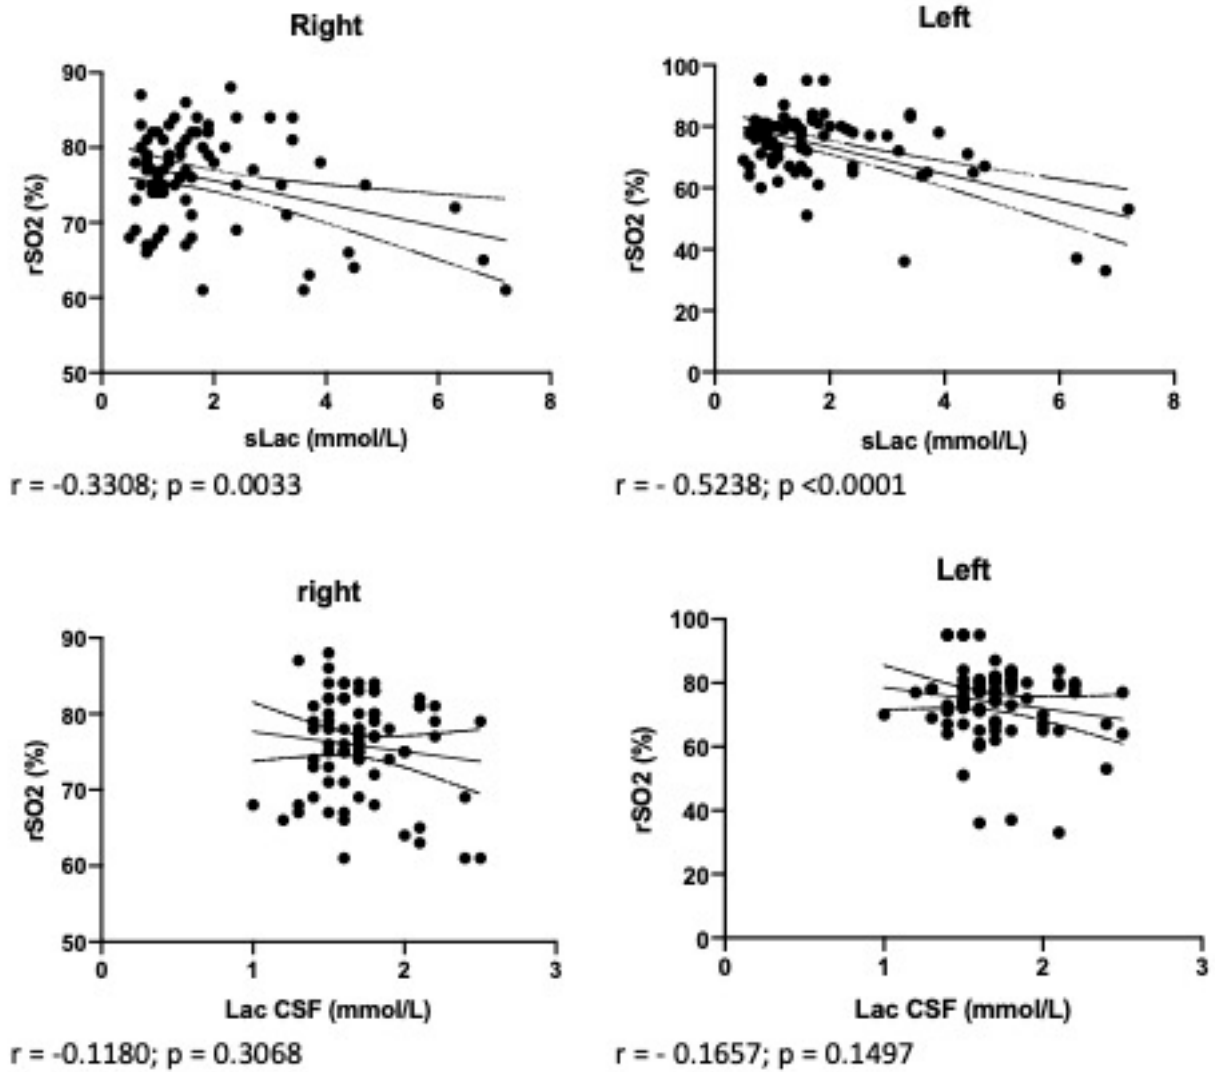 Right
90
80
70
60
50
0 2 4 6 8
rSO2 (%)
sLac (mmol/L)
r = -0.3308; p = 0.0033
Left
100
80
60
40
20
0
0 2 4 6 8
rSO2 (%)
sLac (mmol/L)
r = - 0.5238; p <0.0001
right
90
80
70
60
50
0 1 2 3
rSO2 (%)
Lac CSF (mmol/L)
r = -0.1180; p = 0.3068
Left
100
80
60
40
20
0
0 1 2 3
rSO2 (%)
Lac CSF (mmol/L)
r = - 0.1657; p = 0.1497